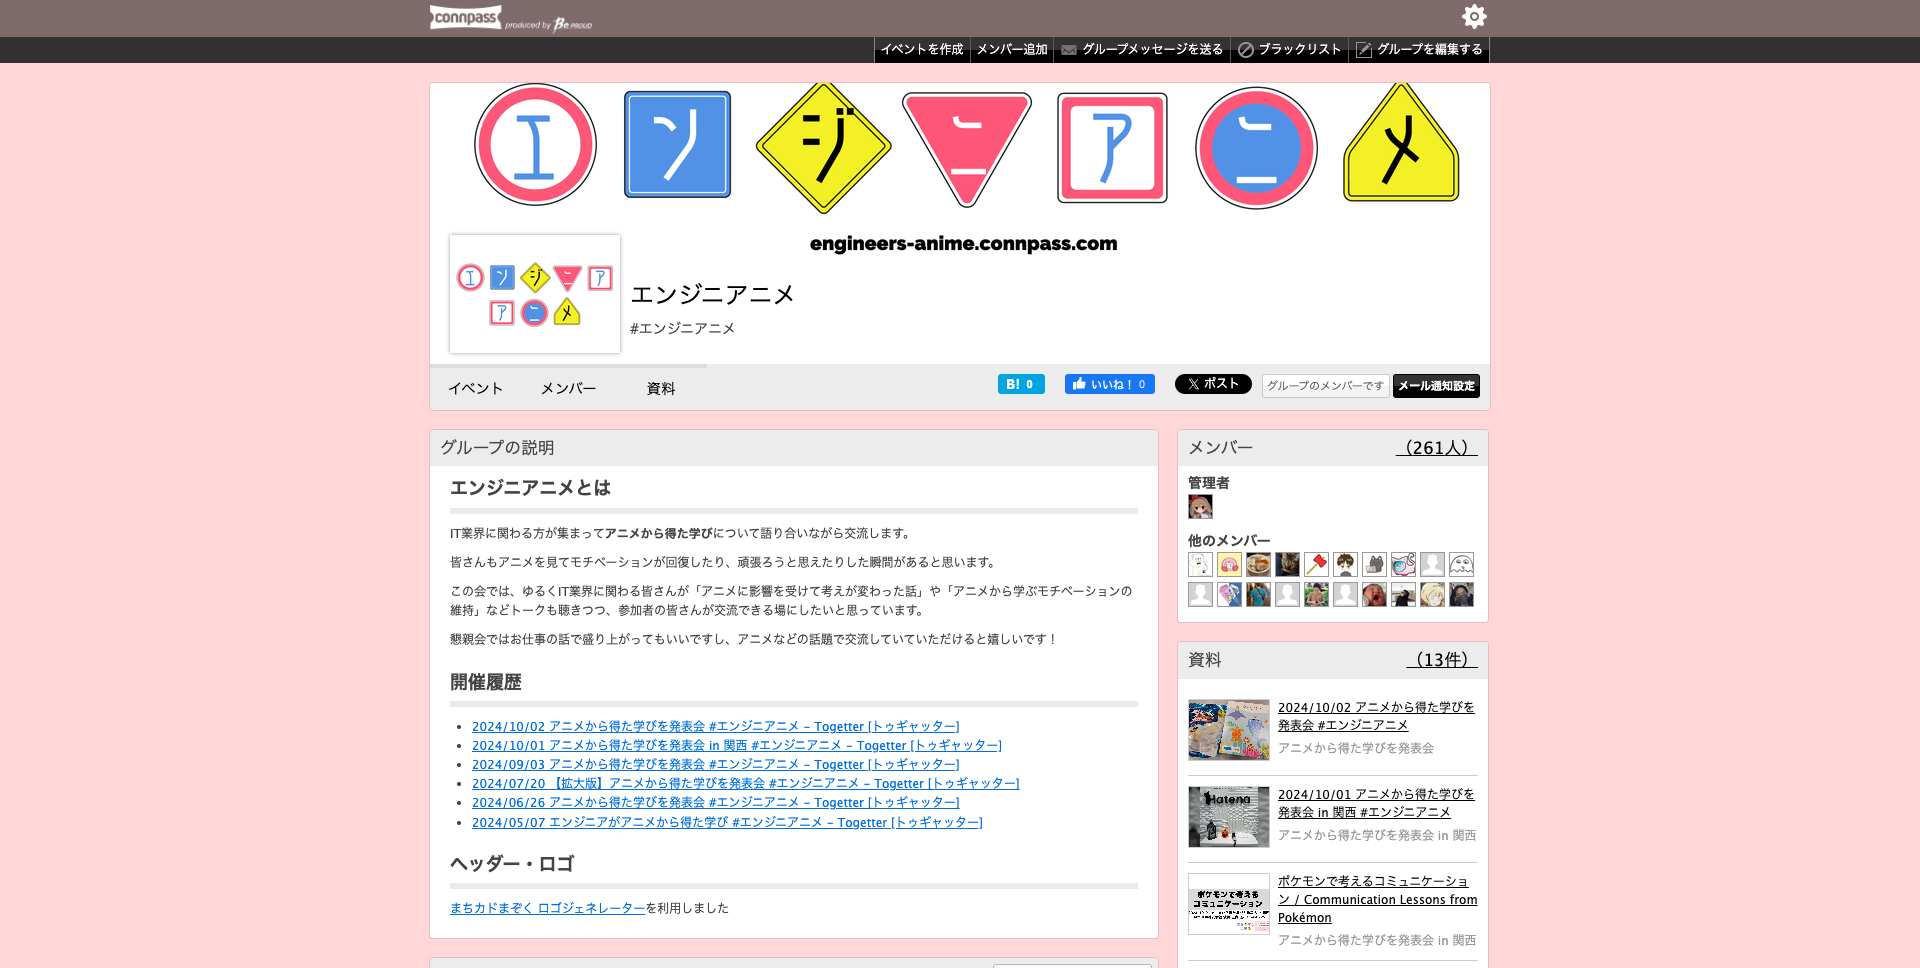 connpass produced by Be PROUD
イベントを作成 メンバー追加 グループメッセージを送る ブラックリスト グループを編集する
エンジニアニメ
engineers-anime.connpass.com
エンジニア
アニメ
エンジニアニメ
#エンジニアニメ
イベント メンバー 資料
B! 0 いいね！ 0 ポスト グループのメンバーです メール通知設定
グループの説明
エンジニアニメとは
IT業界に関わる方が集まってアニメから得た学びについて語り合いながら交流します。
皆さんもアニメを見てモチベーションが回復したり、頑張ろうと思えたりした瞬間があると思います。
この会では、ゆるくIT業界に関わる皆さんが「アニメに影響を受けて考えが変わった話」や「アニメから学ぶモチベーションの
維持」などトークも聴きつつ、参加者の皆さんが交流できる場にしたいと思っています。
懇親会ではお仕事の話で盛り上がってもいいですし、アニメなどの話題で交流していていただけると嬉しいです！
開催履歴
2024/10/02 アニメから得た学びを発表会 #エンジニアニメ - Togetter [トゥギャッター]
2024/10/01 アニメから得た学びを発表会 in 関西 #エンジニアニメ - Togetter [トゥギャッター]
2024/09/03 アニメから得た学びを発表会 #エンジニアニメ - Togetter [トゥギャッター]
2024/07/20 【拡大版】アニメから得た学びを発表会 #エンジニアニメ - Togetter [トゥギャッター]
2024/06/26 アニメから得た学びを発表会 #エンジニアニメ - Togetter [トゥギャッター]
2024/05/07 エンジニアがアニメから得た学び #エンジニアニメ - Togetter [トゥギャッター]
ヘッダー・ロゴ
まちカドまぞく ロゴジェネレーターを利用しました
メンバー （261人）
管理者
他のメンバー
資料 （13件）
2024/10/02 アニメから得た学びを
発表会 #エンジニアニメ
アニメから得た学びを発表会
Hatena
2024/10/01 アニメから得た学びを
発表会 in 関西 #エンジニアニメ
アニメから得た学びを発表会 in 関西
ポケモンで考える
コミュニケーション
ポケモンで考えるコミュニケーショ
ン / Communication Lessons from
Pokémon
アニメから得た学びを発表会 in 関西